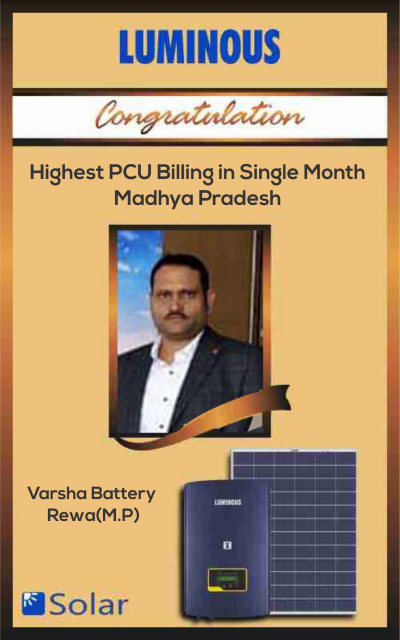 LUMINOUS
Congratulation
Highest PCU Billing in Single Month
Madhya Pradesh
Varsha Battery
Rewa(M.P)
LUMINOUS
Solar